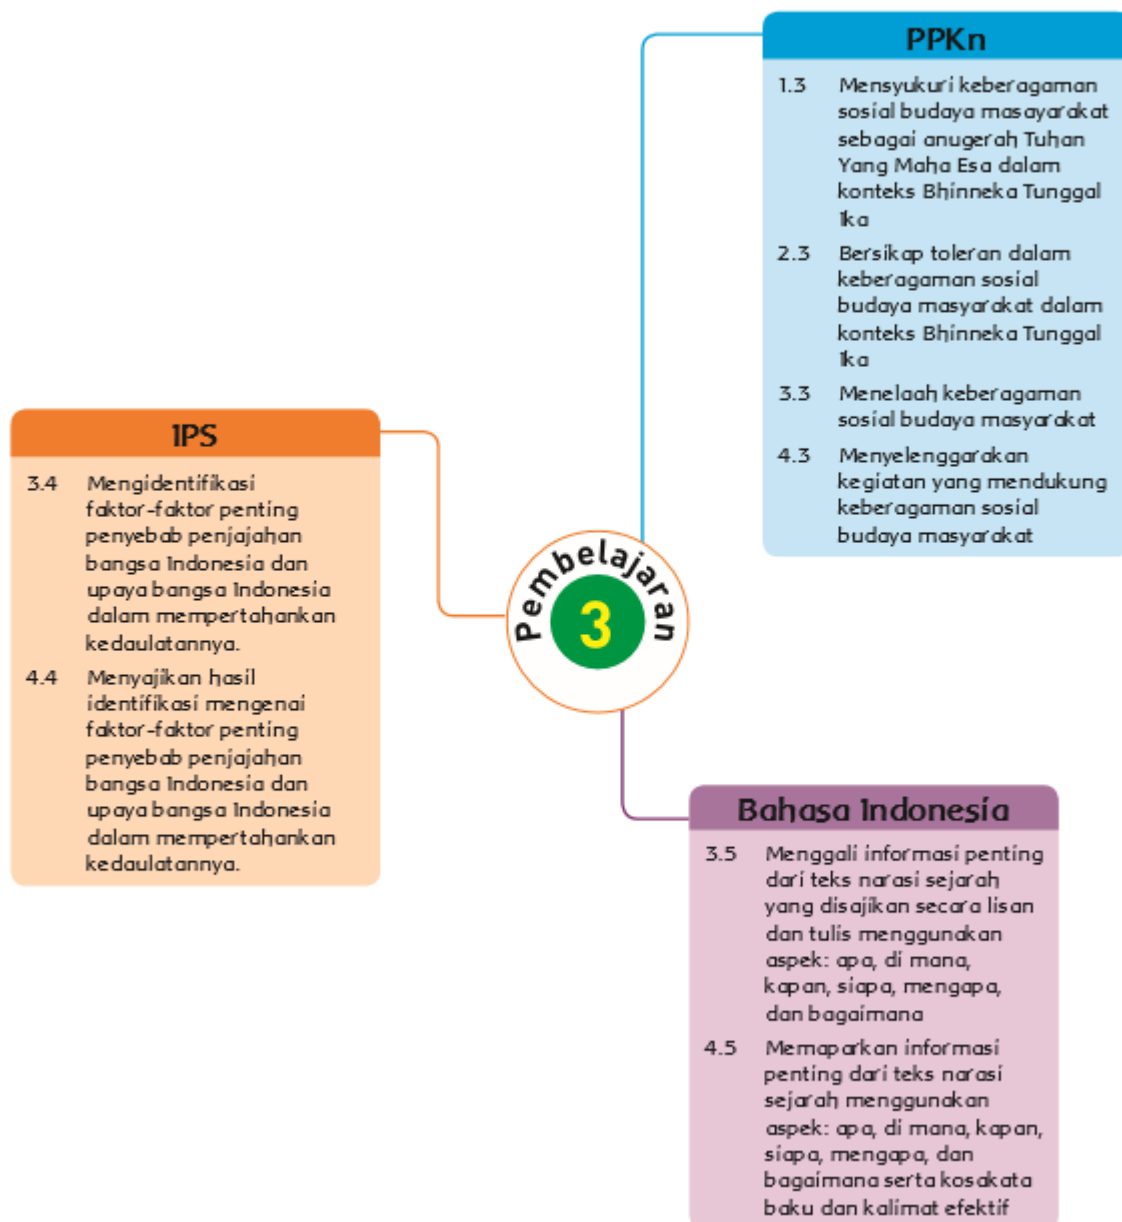 PPKn
1.3 Mensyukuri keberagaman
sosial budaya masayarakat
sebagai anugerah Tuhan
Yang Maha Esa dalam
konteks Bhinneka Tunggal
Ika
2.3 Bersikap toleran dalam
keberagaman sosial
budaya masyarakat dalam
konteks Bhinneka Tunggal
Ika
3.3 Menelaah keberagaman
sosial budaya masyarakat
4.3 Menyelenggarakan
kegiatan yang mendukung
keberagaman sosial
budaya masyarakat
IPS
3.4 Mengidentifikasi
faktor-faktor penting
penyebab penjajahan
bangsa Indonesia dan
upaya bangsa Indonesia
dalam mempertahankan
kedaulatannya.
4.4 Menyajikan hasil
identifikasi mengenai
faktor-faktor penting
penyebab penjajahan
bangsa Indonesia dan
upaya bangsa Indonesia
dalam mempertahankan
kedaulatannya.
Pembelajaran
3
Bahasa Indonesia
3.5 Menggali informasi penting
dari teks narasi sejarah
yang disajikan secara lisan
dan tulis menggunakan
aspek: apa, di mana,
kapan, siapa, mengapa,
dan bagaimana
4.5 Memaparkan informasi
penting dari teks narasi
sejarah menggunakan
aspek: apa, di mana, kapan,
siapa, mengapa, dan
bagaimana serta kosakata
baku dan kalimat efektif